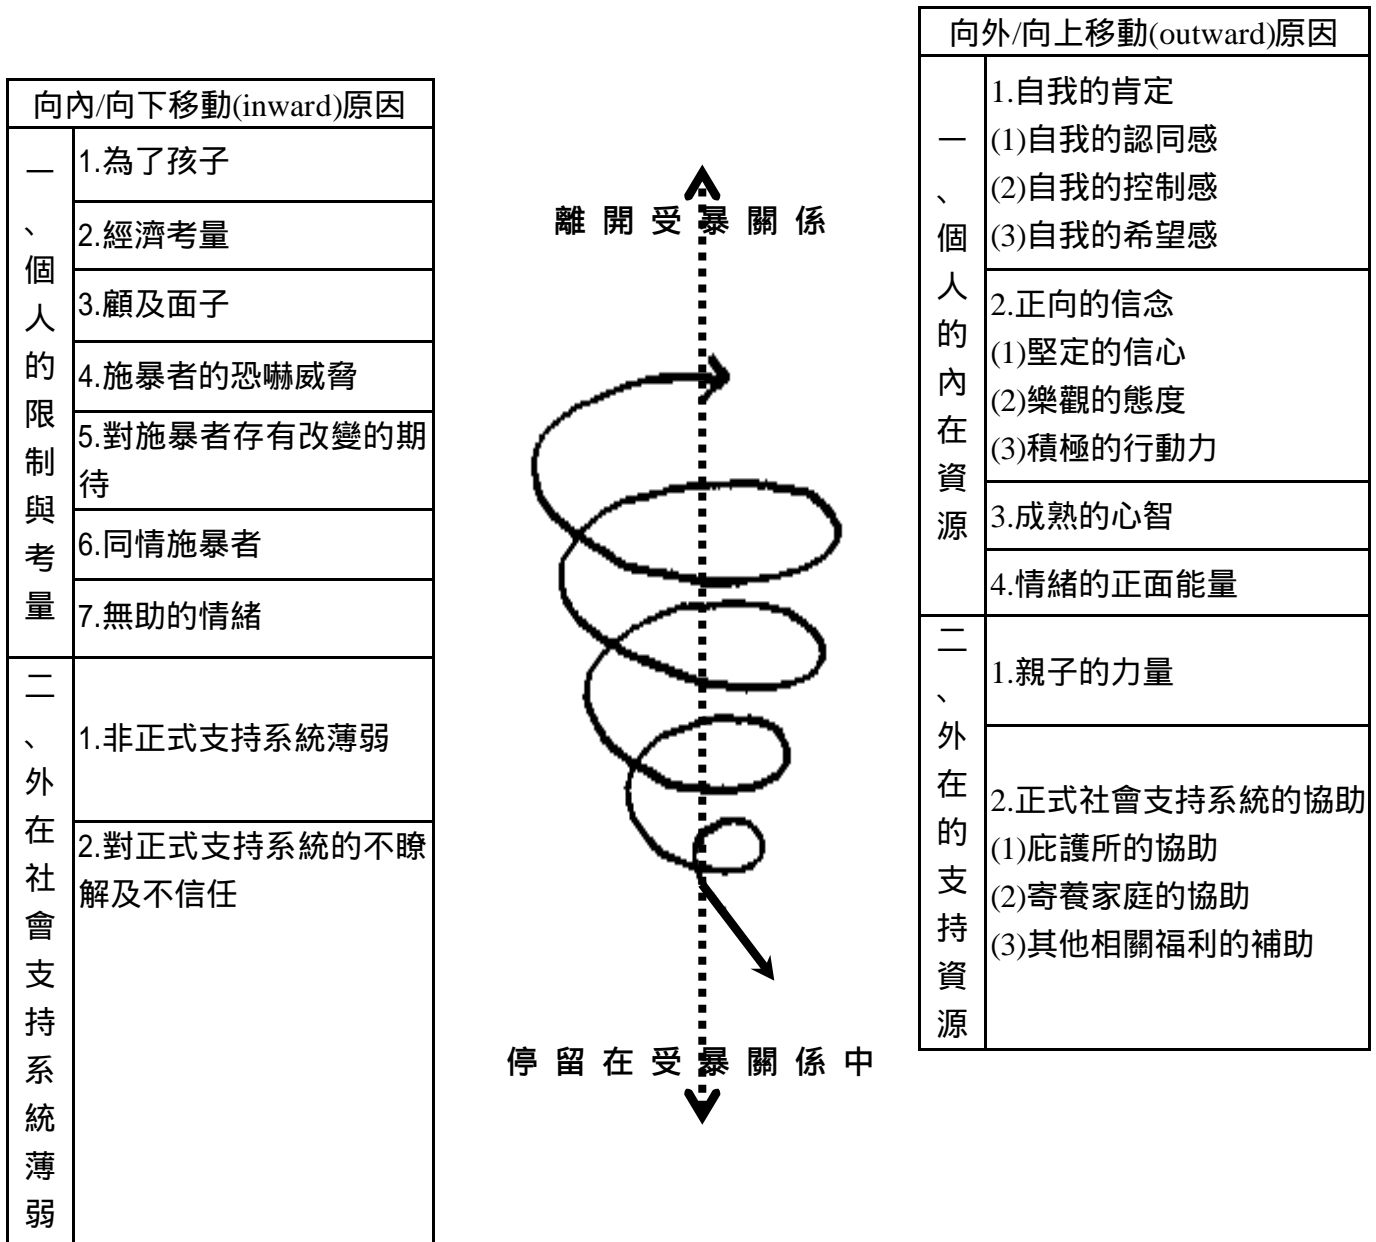 向內/向下移動(inward)原因
一、個人的限制與考量
1.為了孩子
2.經濟考量
3.顧及面子
4.施暴者的恐嚇威脅
5.對施暴者存有改變的期
待
6.同情施暴者
7.無助的情緒
二、外在社會支持系統薄弱
1.非正式支持系統薄弱
2.對正式支持系統的不瞭
解及不信任
離開受暴關係
停留在受暴關係中
向外/向上移動(outward)原因
一、個人的內在資源
1.自我的肯定
(1)自我的認同感
(2)自我的控制感
(3)自我的希望感
2.正向的信念
(1)堅定的信心
(2)樂觀的態度
(3)積極的行動力
3.成熟的心智
4.情緒的正面能量
二、外在的支持資源
1.親子的力量
2.正式社會支持系統的協助
(1)庇護所的協助
(2)寄養家庭的協助
(3)其他相關福利的補助